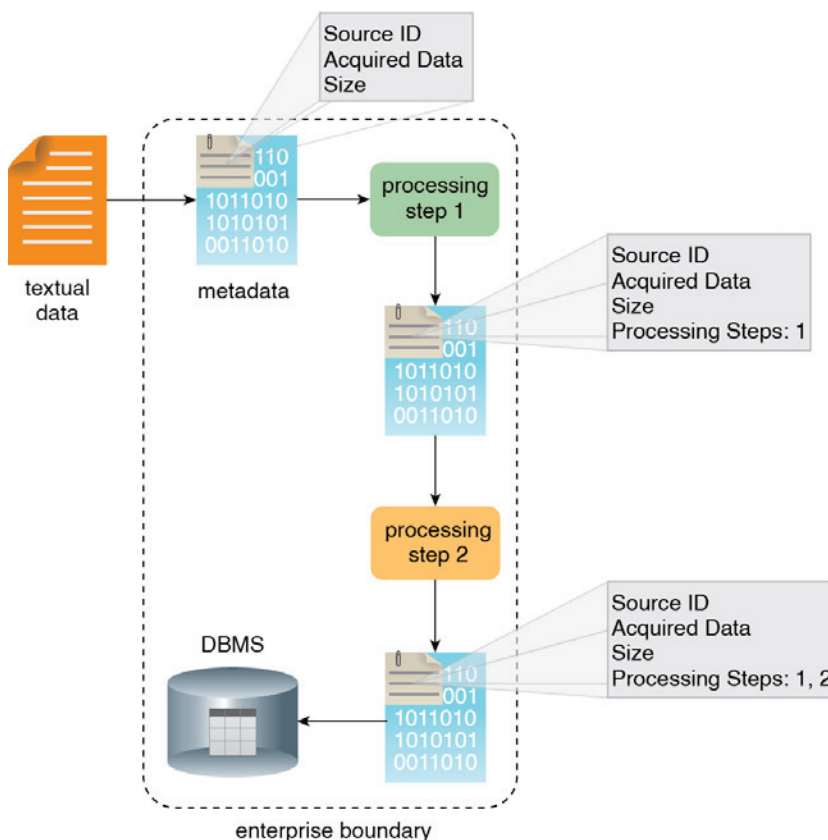 Source ID
Acquired Data
Size
110
001
1011010
1010101
0011010
textual
data
metadata
processing
step 1
Source ID
Acquired Data
Size
Processing Steps: 1
110
001
1011010
1010101
0011010
processing
step 2
Source ID
Acquired Data
Size
Processing Steps: 1, 2
DBMS
110
001
1011010
1010101
0011010
enterprise boundary